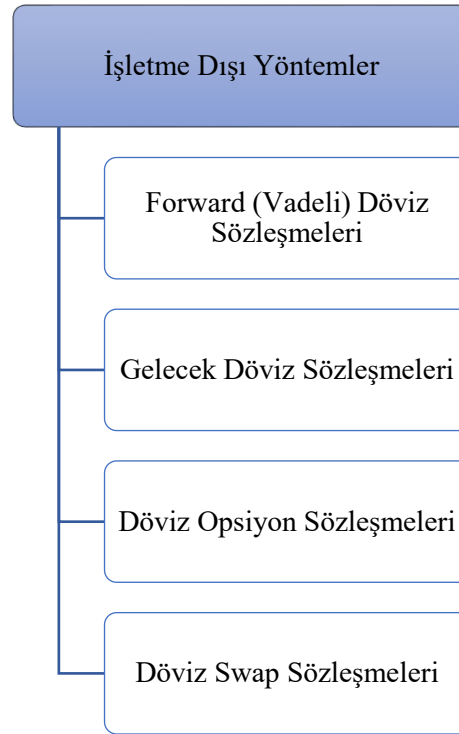 İşletme Dışı Yöntemler
Forward (Vadeli) Döviz
Sözleşmeleri
Gelecek Döviz Sözleşmeleri
Döviz Opsiyon Sözleşmeleri
Döviz Swap Sözleşmeleri